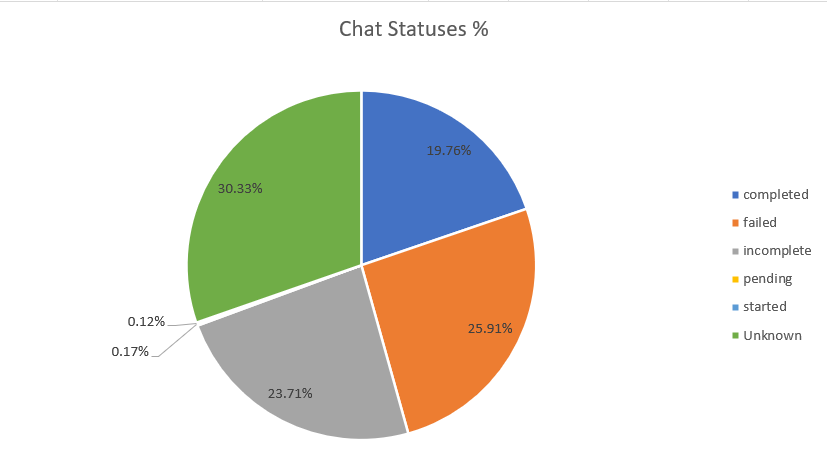 Chat Statuses %
19.76%
30.33%
completed
failed
incomplete
pending
started
Unknown
0.12%
25.91%
0.17%
23.71%